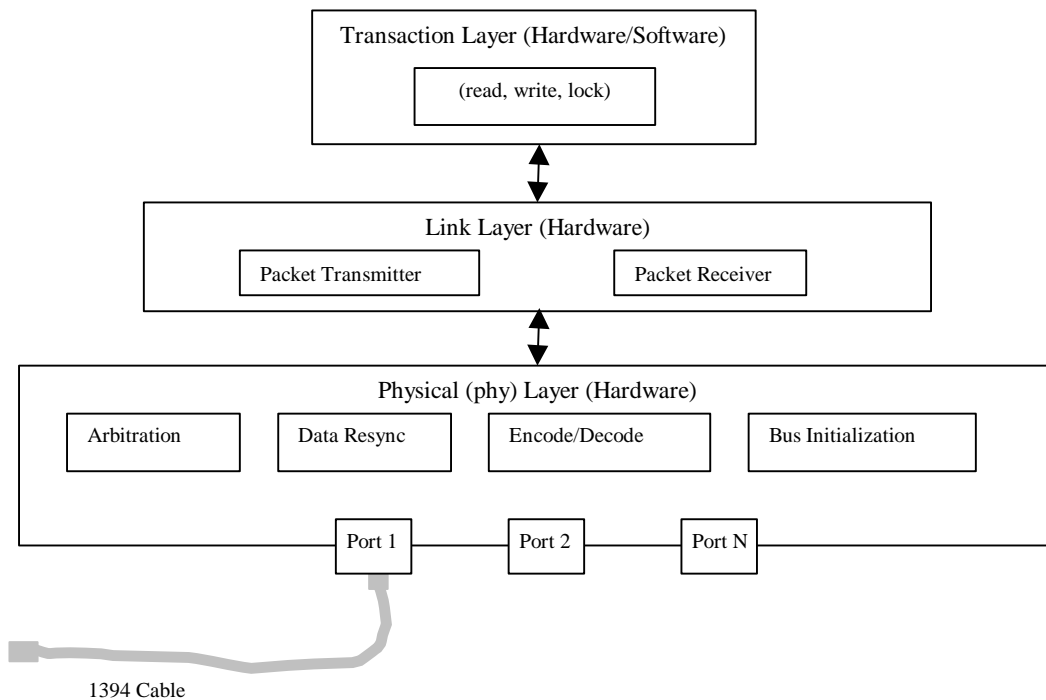 Transaction Layer (Hardware/Software)
(read, write, lock)
Link Layer (Hardware)
Packet Transmitter
Packet Receiver
Physical (phy) Layer (Hardware)
Arbitration
Data Resync
Encode/Decode
Bus Initialization
Port 1
Port 2
Port N
1394 Cable